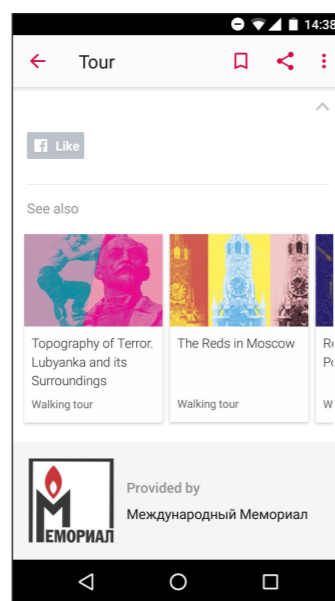 14:38
Tour
Like
See also
Topography of Terror.
Lubyanka and its
Surroundings
Walking tour
The Reds in Moscow
Walking tour
W
Provided by
Международный Мемориал
МЕМОРИАЛ